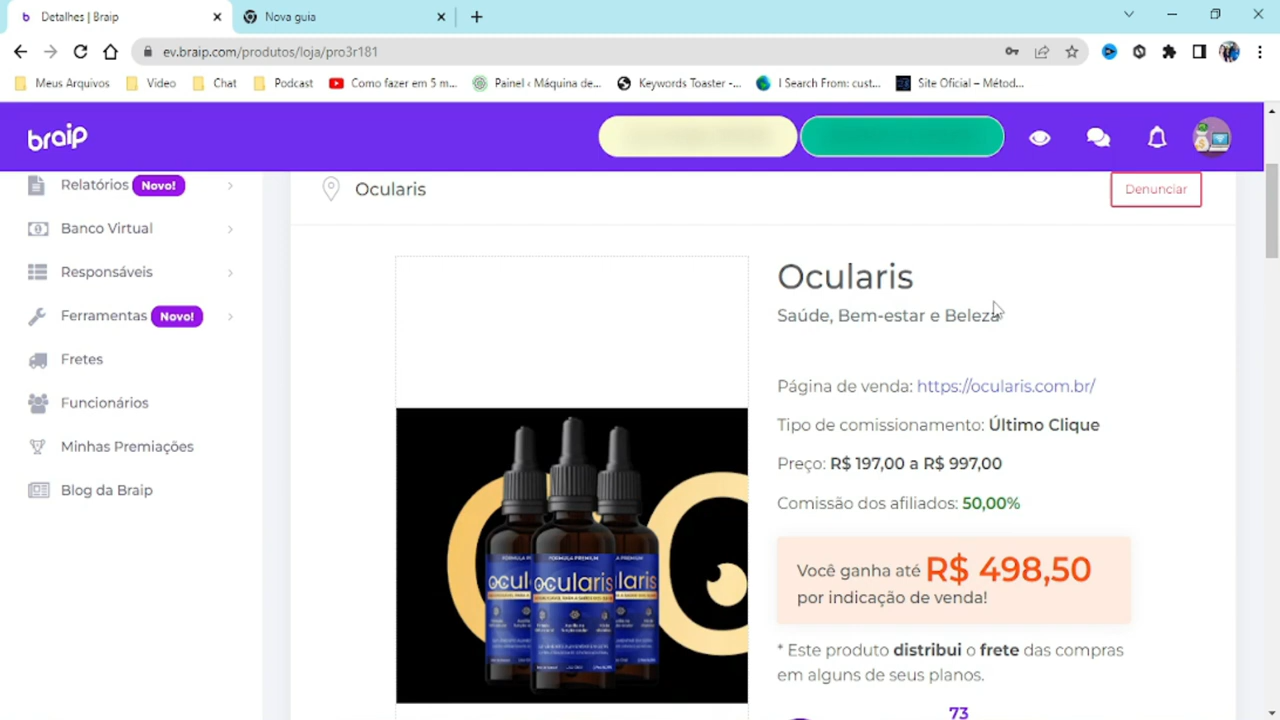 Detalhes | Braip
Nova guia
ev.braip.com/produtos/loja/pro3r181
Meus Arquivos
Video
Chat
Podcast
Como fazer em 5 m...
Painel ‹ Máquina de...
Keywords Toaster -...
I Search From: cust...
Site Oficial – Métod...
braip
Relatórios Novo!
Banco Virtual
Responsáveis
Ferramentas Novo!
Fretes
Funcionários
Minhas Premiações
Blog da Braip
Ocularis
Denunciar
Ocularis
Saúde, Bem-estar e Beleza
Página de venda: https://ocularis.com.br/
Tipo de comissionamento: Último Clique
Preço: R$ 197,00 a R$ 997,00
Comissão dos afiliados: 50,00%
Você ganha até R$ 498,50
por indicação de venda!
* Este produto distribui o frete das compras
em alguns de seus planos.
73
FÓRMULA PREMIUM
ocularis